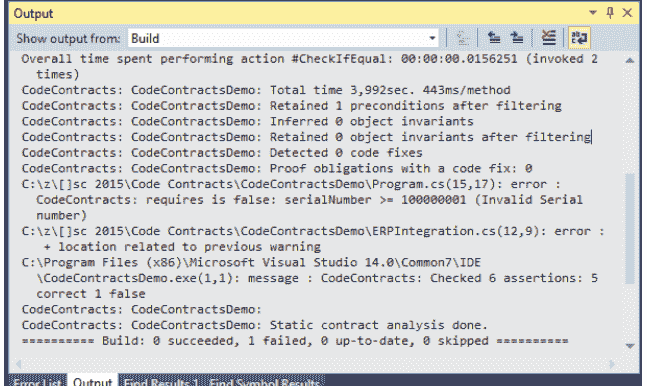 Output
Show output from: Build
Overall time spent performing action #CheckIfEqual: 00:00:00.0156251 (invoked 2
times)
CodeContracts: CodeContractsDemo: Total time 3,992sec. 443ms/method
CodeContracts: CodeContractsDemo: Retained 1 preconditions after filtering
CodeContracts: CodeContractsDemo: Inferred 0 object invariants
CodeContracts: CodeContractsDemo: Retained 0 object invariants after filtering
CodeContracts: CodeContractsDemo: Detected 0 code fixes
CodeContracts: CodeContractsDemo: Proof obligations with a code fix: 0
C:\z\[]sc 2015\Code Contracts\CodeContractsDemo\Program.cs(15,17): error :
CodeContracts: requires is false: serialNumber >= 100000001 (Invalid Serial
number)
C:\z\[]sc 2015\Code Contracts\CodeContractsDemo\ERPIntegration.cs(12,9): error :
+ location related to previous warning
C:\Program Files (x86)\Microsoft Visual Studio 14.0\Common7\IDE
\CodeContractsDemo.exe(1,1): message : CodeContracts: Checked 6 assertions: 5
correct 1 false
CodeContracts: CodeContractsDemo:
CodeContracts: CodeContractsDemo: Static contract analysis done.
========== Build: 0 succeeded, 1 failed, 0 up-to-date, 0 skipped ==========
Error List Output Find Results 1 Find Symbol Results